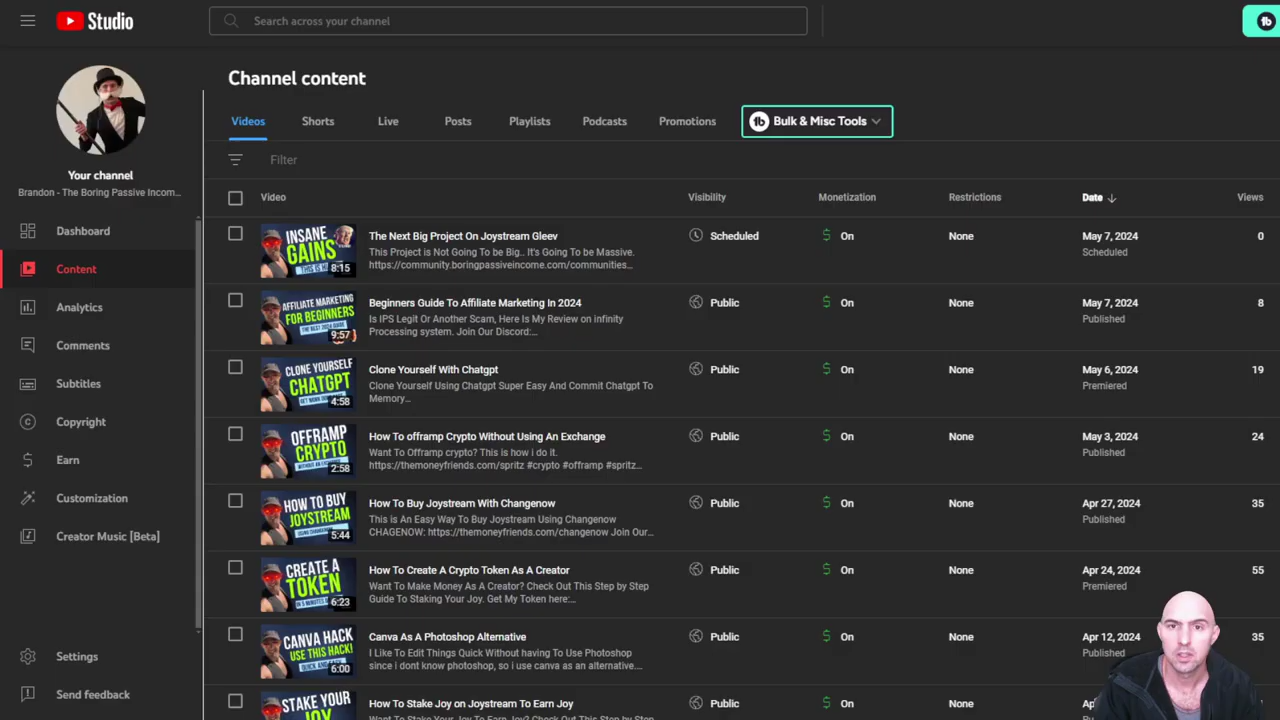 Studio
Search across your channel
Channel content
Videos Shorts Live Posts Playlists Podcasts Promotions Bulk & Misc Tools
Filter
Your channel
Brandon - The Boring Passive Incom...
Dashboard
Content
Analytics
Comments
Subtitles
Copyright
Earn
Customization
Creator Music [Beta]
Settings
Send feedback
Video Visibility Monetization Restrictions Date Views
INSANE
GAINS
8:15
The Next Big Project On Joystream Gleev Scheduled On None May 7, 2024 0
This Project is Not Going To be Big.. It's Going To be Massive. Scheduled
https://community.boringpassiveincome.com/communities...
AFFILIATE MARKETING
FOR BEGINNERS
9:57
Beginners Guide To Affiliate Marketing In 2024 Public On None May 7, 2024 8
Is IPS Legit Or Another Scam, Here Is My Review on infinity Published
Processing system. Join Our Discord:...
CLONE YOURSELF
CHATGPT
4:58
Clone Yourself With Chatgpt Public On None May 6, 2024 19
Clone Yourself Using Chatgpt Super Easy And Commit Chatgpt To Premiered
Memory...
OFFRAMP
CRYPTO
2:58
How To offramp Crypto Without Using An Exchange Public On None May 3, 2024 24
Want To Offramp crypto? This is how i do it. Published
https://themoneyfriends.com/spritz #crypto #offramp #spritz...
HOW TO BUY
JOYSTREAM
5:44
How To Buy Joystream With Changenow Public On None Apr 27, 2024 35
This is An Easy Way To Buy Joystream Using Changenow Published
CHAGENOW: https://themoneyfriends.com/changenow Join Our...
CREATE A
TOKEN
6:23
How To Create A Crypto Token As A Creator Public On None Apr 24, 2024 55
Want To Make Money As A Creator? Check Out This Step by Step Premiered
Guide To Staking Your Joy. Get My Token here:...
CANVA HACK
USE THIS HACK!
6:00
Canva As A Photoshop Alternative Public On None Apr 12, 2024 35
I Like To Edit Things Quick Without Having To Use Photoshop Published
since i dont know photoshop, so i use canva as an alternative....
STAKE YOUR
JOY
How To Stake Joy on Joystream To Earn Joy Public On None